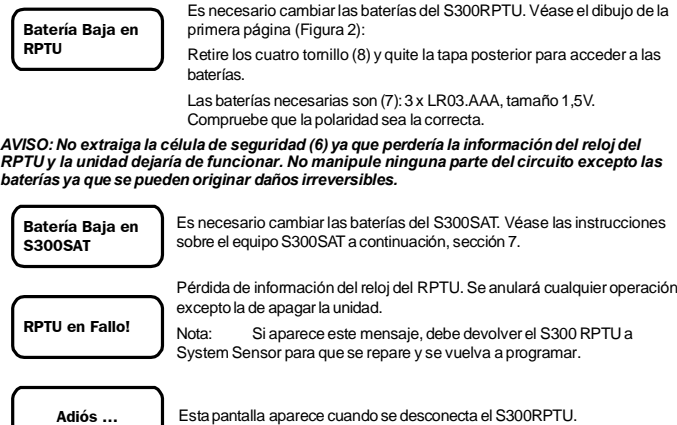 Batería Baja en
RPTU
Es necesario cambiar las baterías del S300RPTU. Véase el dibujo de la
primera página (Figura 2):
Retire los cuatro tornillo (8) y quite la tapa posterior para acceder a las
baterías.
Las baterías necesarias son (7): 3 x LR03.AAA, tamaño 1,5V.
Compruebe que la polaridad sea la correcta.
AVISO: No extraiga la célula de seguridad (6) ya que perdería la información del reloj del
RPTU y la unidad dejaría de funcionar. No manipule ninguna parte del circuito excepto las
baterías ya que se pueden originar daños irreversibles.
Batería Baja en
S300SAT
Es necesario cambiar las baterías del S300SAT. Véase las instrucciones
sobre el equipo S300SAT a continuación, sección 7.
RPTU en Fallo!
Pérdida de información del reloj del RPTU. Se anulará cualquier operación
excepto la de apagar la unidad.
Nota: Si aparece este mensaje, debe devolver el S300 RPTU a
System Sensor para que se repare y se vuelva a programar.
Adiós ...
Esta pantalla aparece cuando se desconecta el S300RPTU.